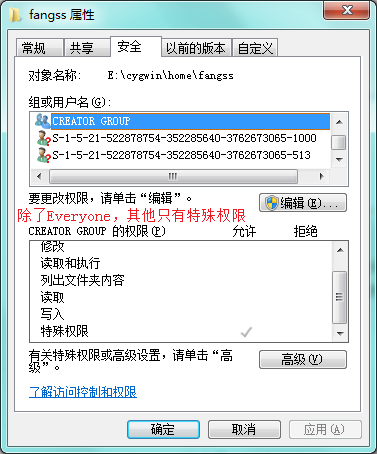 fangss 属性
常规 共享 安全 以前的版本 自定义
对象名称: E:\cygwin\home\fangss
组或用户名(G):
CREATOR GROUP
S-1-5-21-522878754-352285640-3762673065-1000
S-1-5-21-522878754-352285640-3762673065-513
要更改权限，请单击“编辑”。
编辑(E)...
除了Everyone，其他只有特殊权限
CREATOR GROUP 的权限(P) 允许 拒绝
修改
读取和执行
列出文件夹内容
读取
写入
特殊权限
有关特殊权限或高级设置，请单击“高
级”。
高级(V)
了解访问控制和权限
确定 取消 应用(A)